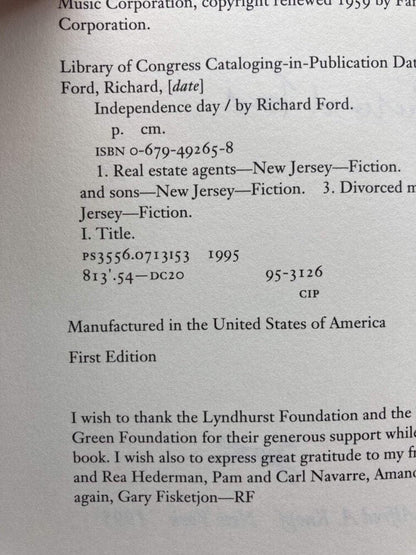 Music Corporation, copyright renewed 1959 by
Corporation.
Library of Congress Cataloging-in-Publication
Ford, Richard, [date]
Independence day / by Richard Ford.
p. cm.
ISBN 0-679-49265-8
1. Real estate agents—New Jersey—Fiction.
and sons—New Jersey—Fiction. 3. Divorced
Jersey—Fiction.
I. Title.
PS3556.O713I53 1995
813'.54—DC20 95-3126
CIP
Manufactured in the United States of America
First Edition
I wish to thank the Lyndhurst Foundation and the
Green Foundation for their generous support while
book. I wish also to express great gratitude to my
and Rea Hederman, Pam and Carl Navarre,
again, Gary Fisketjon—RF